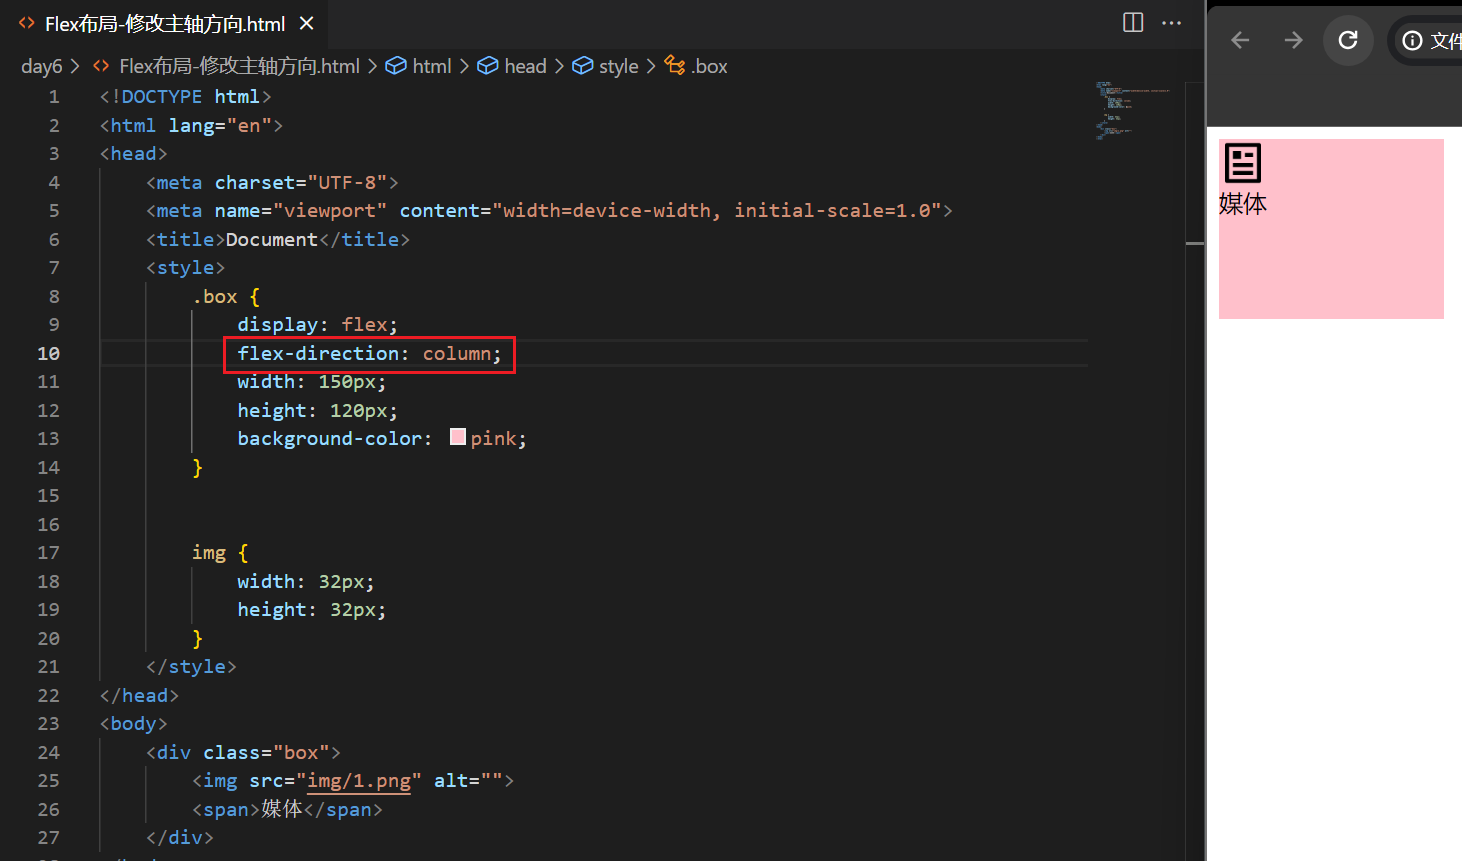 Flex布局-修改主轴方向.html
day6 > Flex布局-修改主轴方向.html > html > head > style > .box
文件
媒体
1 <!DOCTYPE html>
2 <html lang="en">
3 <head>
4 <meta charset="UTF-8">
5 <meta name="viewport" content="width=device-width, initial-scale=1.0">
6 <title>Document</title>
7 <style>
8 .box {
9 display: flex;
10 flex-direction: column;
11 width: 150px;
12 height: 120px;
13 background-color: pink;
14 }
15
16
17 img {
18 width: 32px;
19 height: 32px;
20 }
21 </style>
22 </head>
23 <body>
24 <div class="box">
25 <img src="img/1.png" alt="">
26 <span>媒体</span>
27 </div>